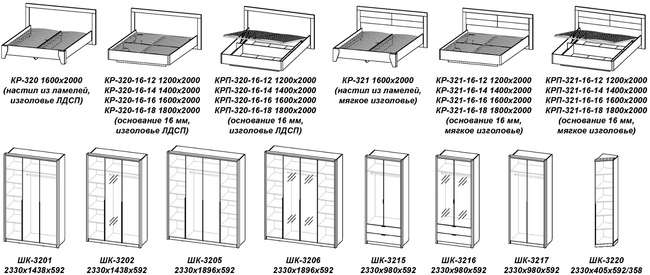 КР-320 1600х2000
(настил из ламелей,
изголовье ЛДСП)
КР-320-16-12 1200х2000
КР-320-16-14 1400х2000
КР-320-16-16 1600х2000
КР-320-16-18 1800х2000
(основание 16 мм,
изголовье ЛДСП)
КРП-320-16-12 1200х2000
КРП-320-16-14 1400х2000
КРП-320-16-16 1600х2000
КРП-320-16-18 1800х2000
(основание 16 мм,
изголовье ЛДСП)
КР-321 1600х2000
(настил из ламелей,
мягкое изголовье)
КР-321-16-12 1200х2000
КР-321-16-14 1400х2000
КР-321-16-16 1600х2000
КР-321-16-18 1800х2000
(основание 16 мм,
мягкое изголовье)
КРП-321-16-12 1200х2000
КРП-321-16-14 1400х2000
КРП-321-16-16 1600х2000
КРП-321-16-18 1800х2000
(основание 16 мм,
мягкое изголовье)
ШК-3201
2330х1438х592
ШК-3202
2330х1438х592
ШК-3205
2330х1896х592
ШК-3206
2330х1896х592
ШК-3215
2330х980х592
ШК-3216
2330х980х592
ШК-3217
2330х980х592
ШК-3220
2330х405х592/358